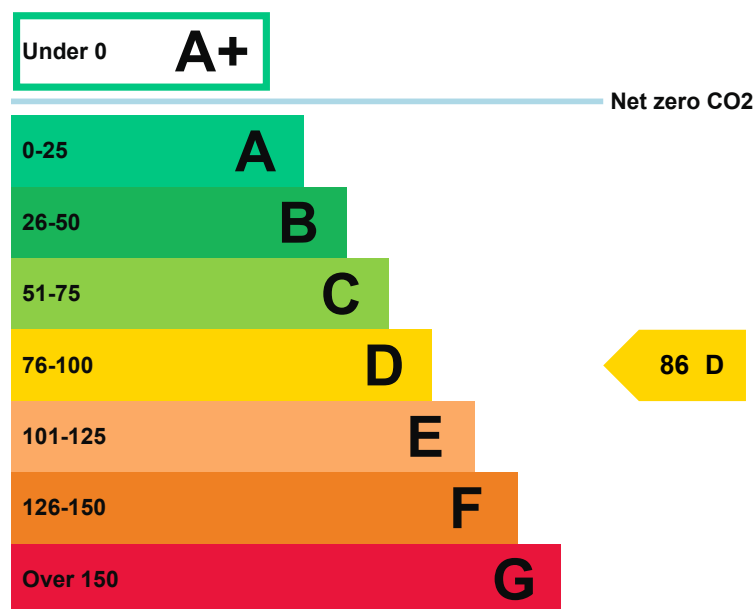 Under 0 A+
Net zero CO2
0-25 A
26-50 B
51-75 C
76-100 D 86 D
101-125 E
126-150 F
Over 150 G